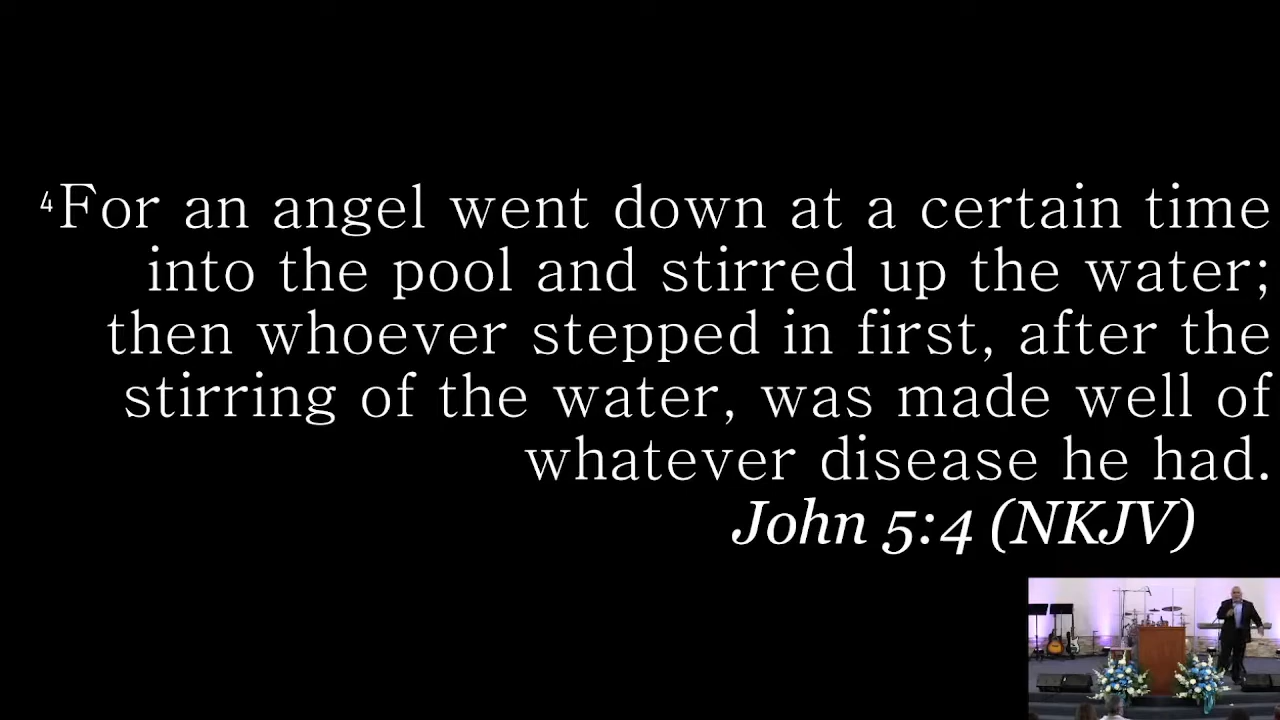 4For an angel went down at a certain time
into the pool and stirred up the water;
then whoever stepped in first, after the
stirring of the water, was made well of
whatever disease he had.
John 5:4 (NKJV)